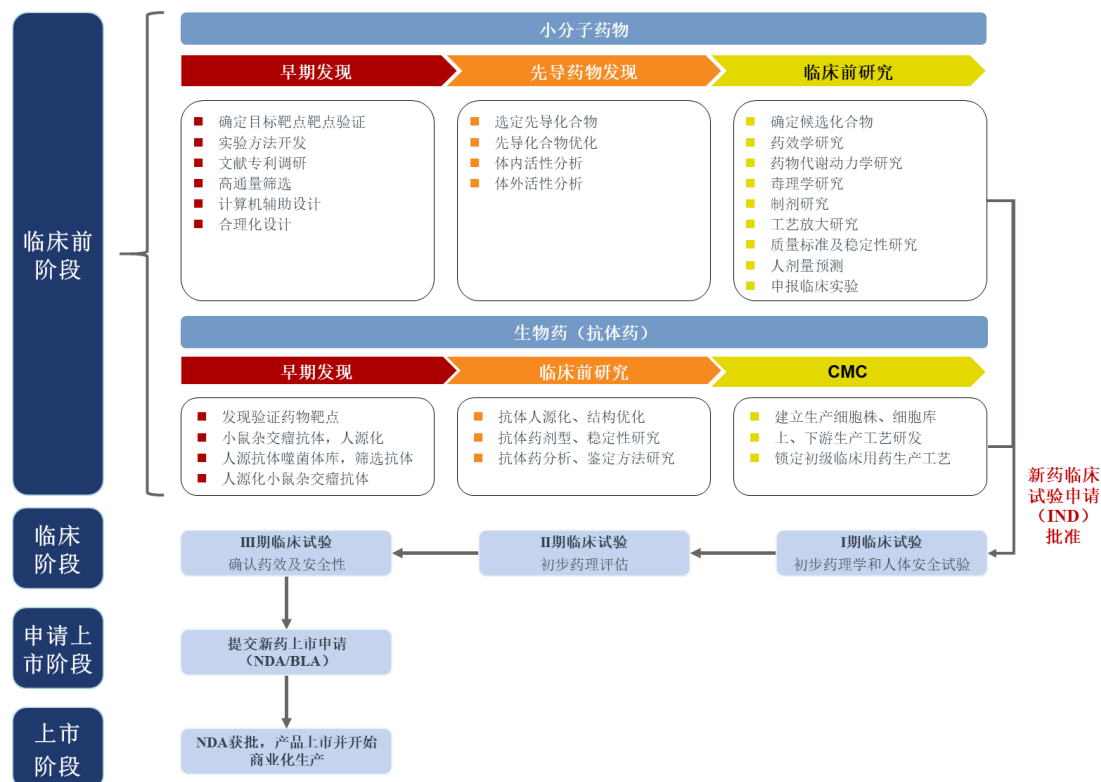 临床前
阶段
小分子药物
早期发现
先导药物发现
临床前研究
确定目标靶点靶点验证
实验方法开发
文献专利调研
高通量筛选
计算机辅助设计
合理化设计
选定先导化合物
先导化合物优化
体内活性分析
体外活性分析
确定候选化合物
药效学研究
药物代谢动力学研究
毒理学研究
制剂研究
工艺放大研究
质量标准及稳定性研究
人剂量预测
申报临床实验
生物药（抗体药）
早期发现
临床前研究
CMC
发现验证药物靶点
小鼠杂交瘤抗体，人源化
人源抗体噬菌体库，筛选抗体
人源化小鼠杂交瘤抗体
抗体人源化、结构优化
抗体药剂型、稳定性研究
抗体药分析、鉴定方法研究
建立生产细胞株、细胞库
上、下游生产工艺研发
锁定初级临床用药生产工艺
新药临床
试验申请
（IND）
批准
临床
阶段
III期临床试验
确认药效及安全性
II期临床试验
初步药理评估
I期临床试验
初步药理学和人体安全试验
申请上
市阶段
提交新药上市申请
（NDA/BLA）
上市
阶段
NDA获批，产品上市并开始
商业化生产